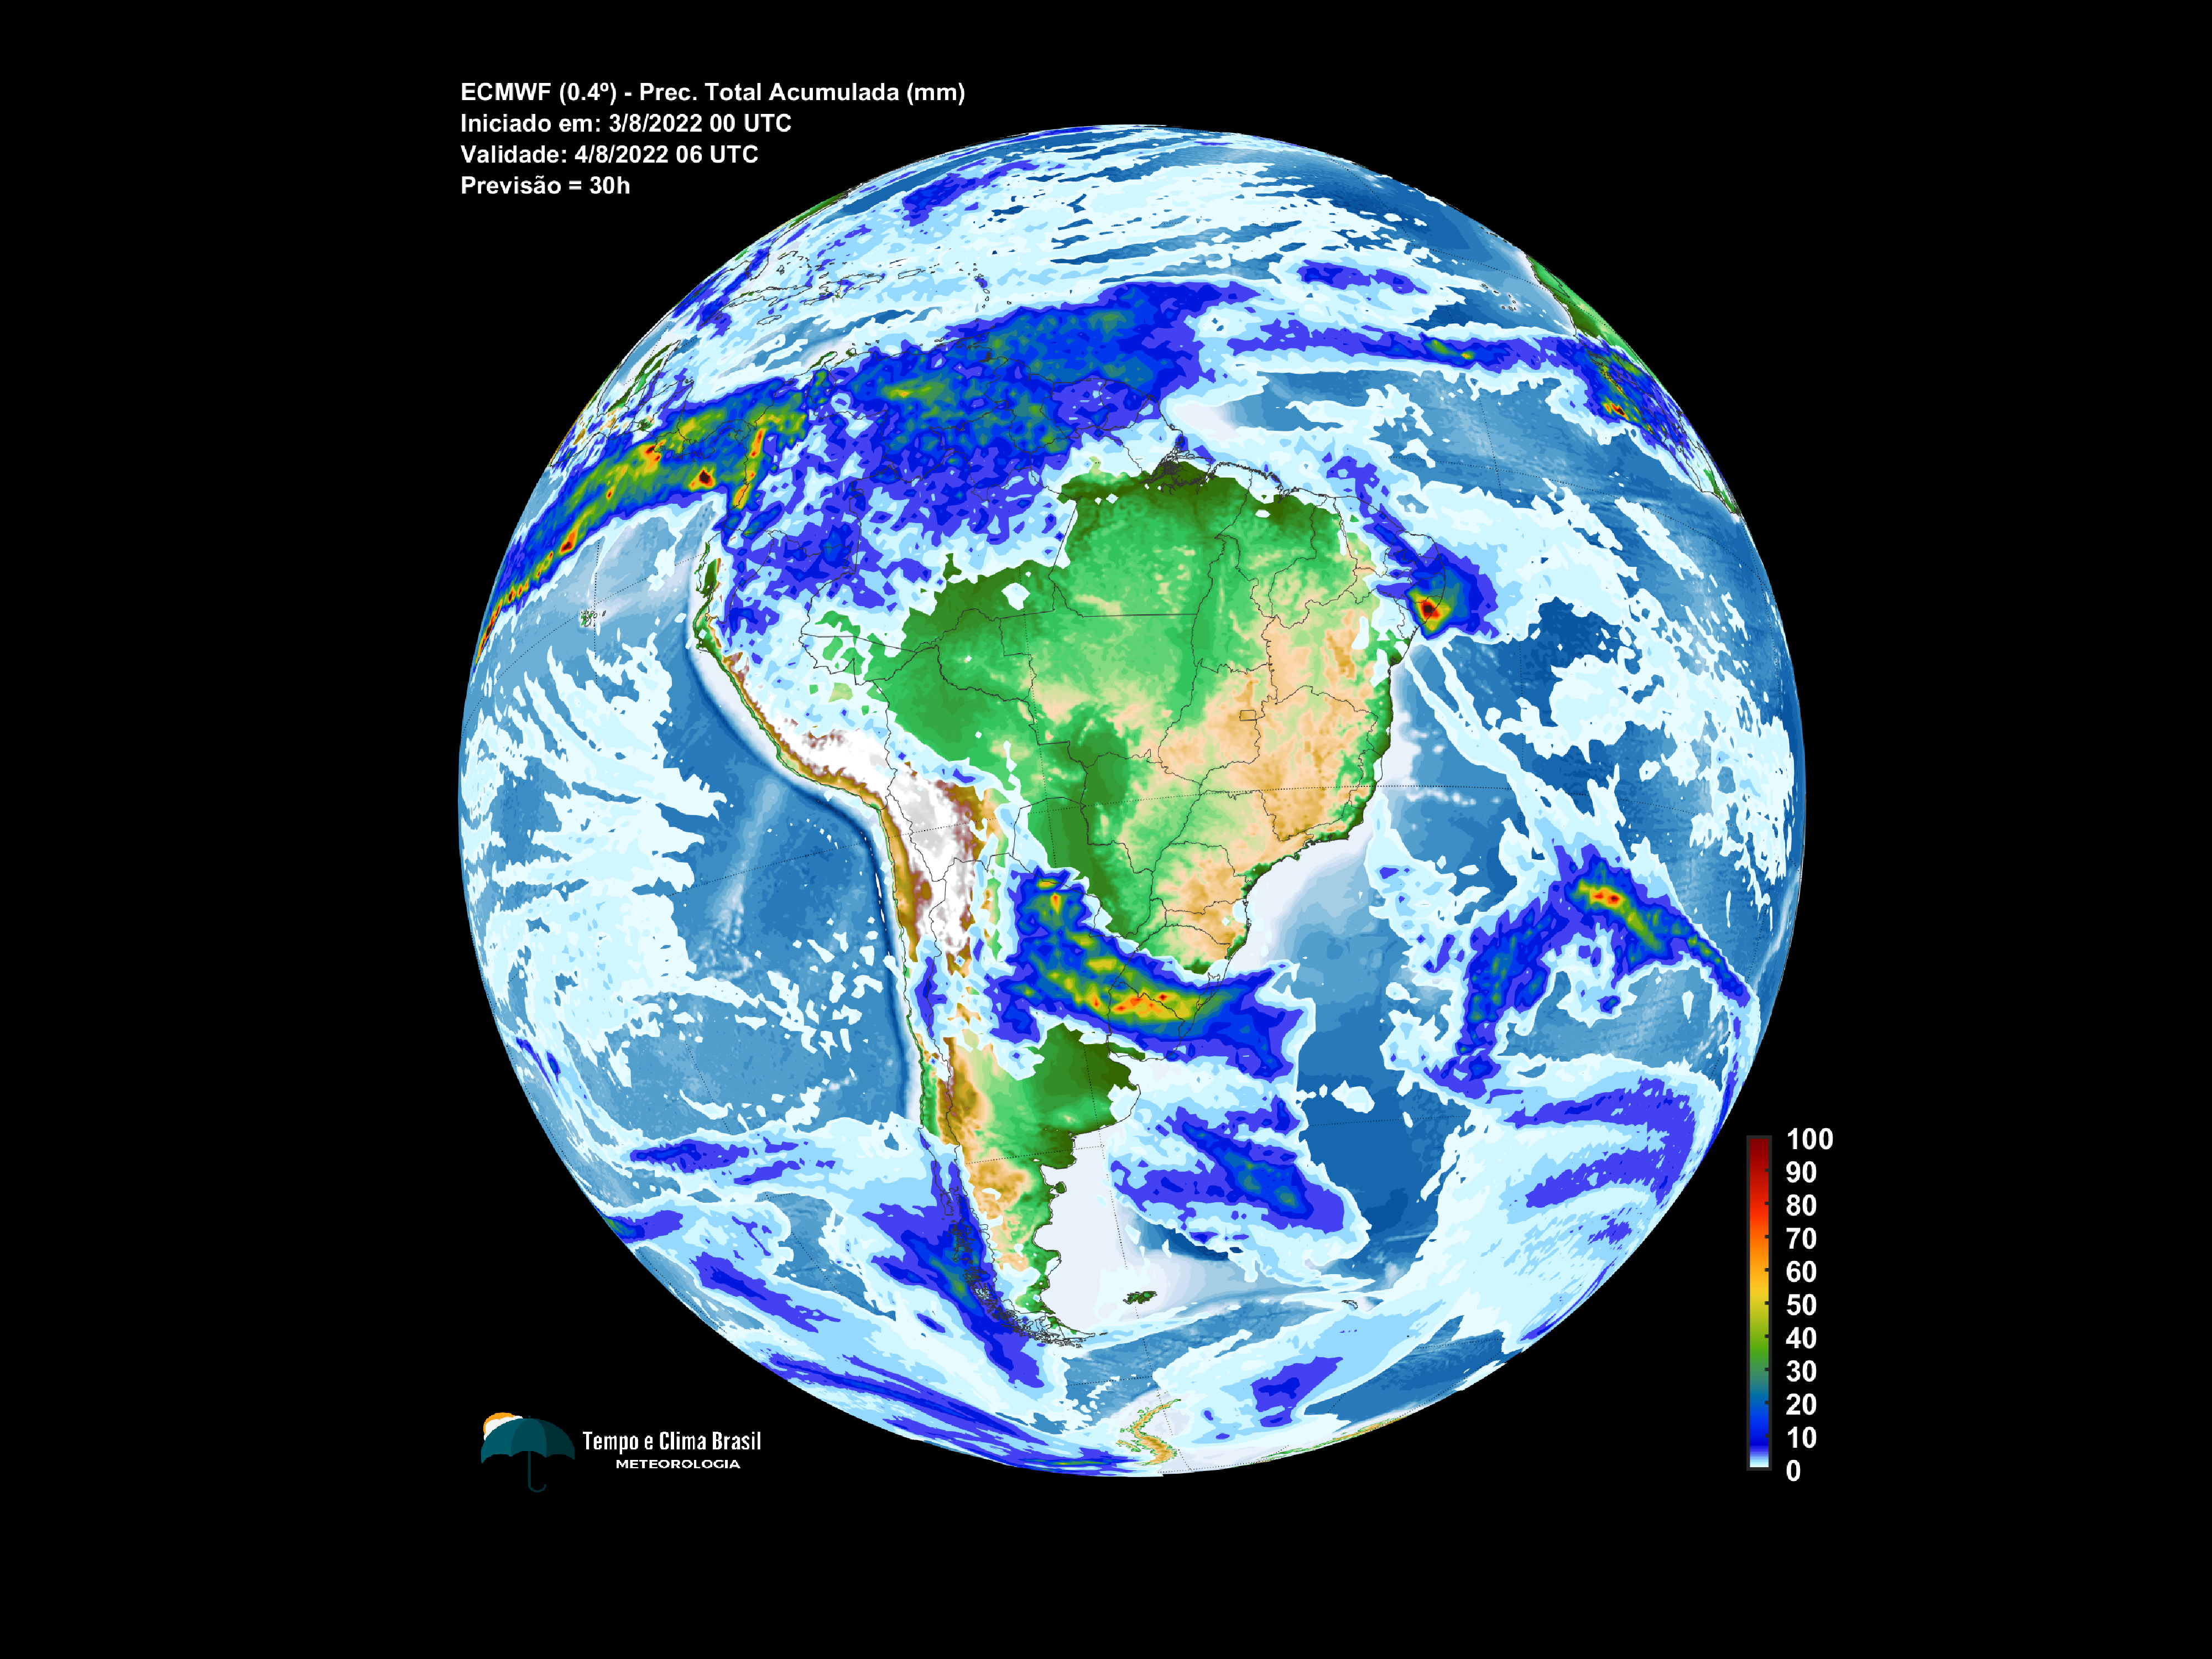 ECMWF (0.4º) - Prec. Total Acumulada (mm)
Iniciado em: 3/8/2022 00 UTC
Validade: 4/8/2022 06 UTC
Previsão = 30h
100
90
80
70
60
50
40
30
20
10
0
Tempo e Clima Brasil
METEOROLOGIA